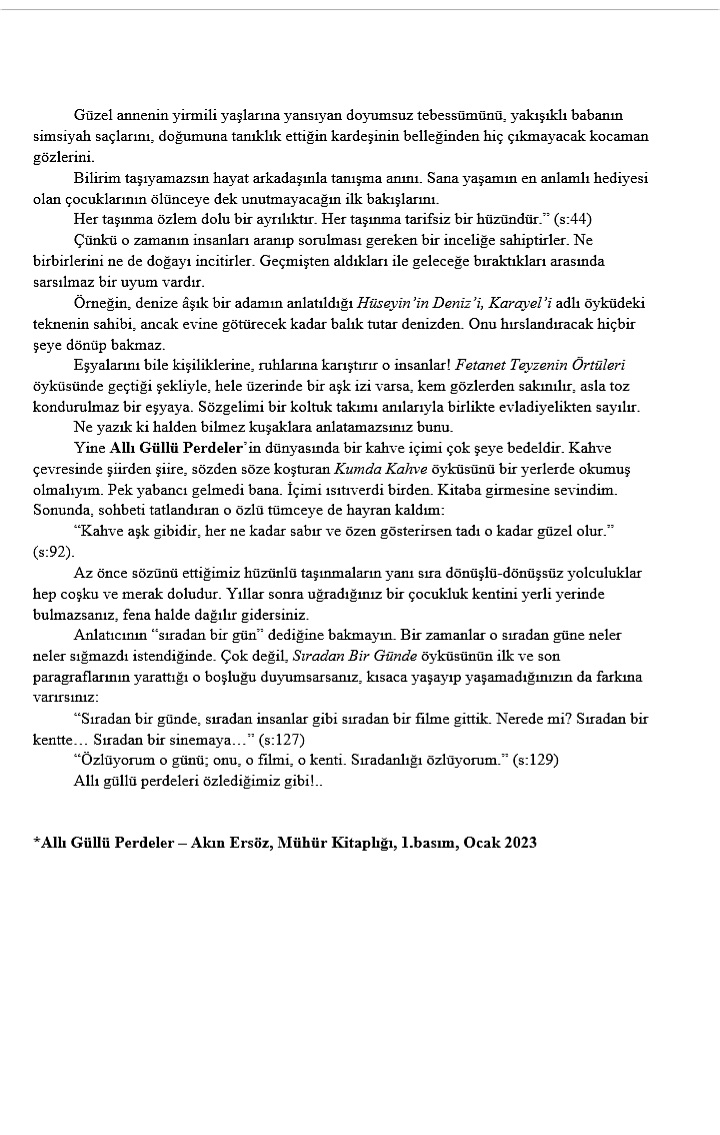 Güzel annenin yirmili yaşlarına yansıyan doyumsuz tebessümünü, yakışıklı babanın
simsiyah saçlarını, doğumuna tanıklık ettiğin kardeşinin belleğinden hiç çıkmayacak kocaman
gözlerini.
Bilirim taşıyamazsın hayat arkadaşınla tanışma anını. Sana yaşamın en anlamlı hediyesi
olan çocuklarının ölünceye dek unutmayacağın ilk bakışlarını.
Her taşınma özlem dolu bir ayrılıktır. Her taşınma tarifsiz bir hüzündür.” (s:44)
Çünkü o zamanın insanları aranıp sorulması gereken bir inceliğe sahiptirler. Ne
birbirlerini ne de doğayı incitirler. Geçmişten aldıkları ile geleceğe bıraktıkları arasında
sarsılmaz bir uyum vardır.
Örneğin, denize âşık bir adamın anlatıldığı Hüseyin’in Deniz’i, Karayel’i adlı öyküdeki
teknenin sahibi, ancak evine götürecek kadar balık tutar denizden. Onu hırslandıracak hiçbir
şeye dönüp bakmaz.
Eşyalarını bile kişiliklerine, ruhlarına karıştırır o insanlar! Fetanet Teyzenin Örtüleri
öyküsünde geçtiği şekliyle, hele üzerinde bir aşk izi varsa, kem gözlerden sakınılır, asla toz
kondurulmaz bir eşyaya. Sözgelimi bir koltuk takımı anılarıyla birlikte evladiyelikten sayılır.
Ne yazık ki halden bilmez kuşaklara anlatamazsınız bunu.
Yine Allı Güllü Perdeler’in dünyasında bir kahve içimi çok şeye bedeldir. Kahve
çevresinde şiirden şiire, sözden söze koşturan Kumda Kahve öyküsünü bir yerlerde okumuş
olmalıyım. Pek yabancı gelmedi bana. İçimi ısıtıverdi birden. Kitaba girmesine sevindim.
Sonunda, sohbeti tatlandıran o özlü tümceye de hayran kaldım:
“Kahve aşk gibidir, her ne kadar sabır ve özen gösterirsen tadı o kadar güzel olur.”
(s:92).
Az önce sözünü ettiğimiz hüzünlü taşınmaların yanı sıra dönüşlü-dönüşsüz yolculuklar
hep coşku ve merak doludur. Yıllar sonra uğradığınız bir çocukluk kentini yerli yerinde
bulmazsanız, fena halde dağılır gidersiniz.
Anlatıcının “sıradan bir gün” dediğine bakmayın. Bir zamanlar o sıradan güne neler
neler sığmazdı istendiğinde. Çok değil, Sıradan Bir Günde öyküsünün ilk ve son
paragraflarının yarattığı o boşluğu duyumsarsanız, kısaca yaşayıp yaşamadığınızın da farkına
varırsınız:
“Sıradan bir günde, sıradan insanlar gibi sıradan bir filme gittik. Nerede mi? Sıradan bir
kentte… Sıradan bir sinemaya…” (s:127)
“Özlüyorum o günü; onu, o filmi, o kenti. Sıradanlığı özlüyorum.” (s:129)
Allı güllü perdeleri özlediğimiz gibi!..
*Allı Güllü Perdeler – Akın Ersöz, Mühür Kitaplığı, 1.basım, Ocak 2023